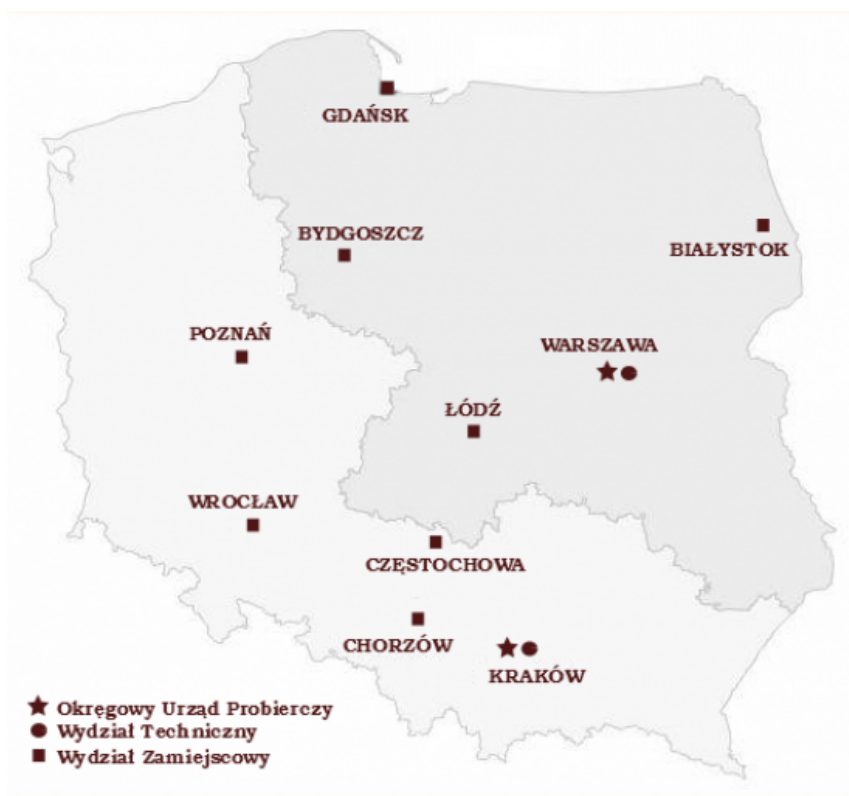 GDAŃSK
BYDGOSZCZ
BIAŁYSTOK
POZNAŃ
WARSZAWA
ŁÓDŹ
WROCŁAW
CZĘSTOCHOWA
CHORZÓW
KRAKÓW
Okręgowy Urząd Probierczy
Wydział Techniczny
Wydział Zamiejscowy